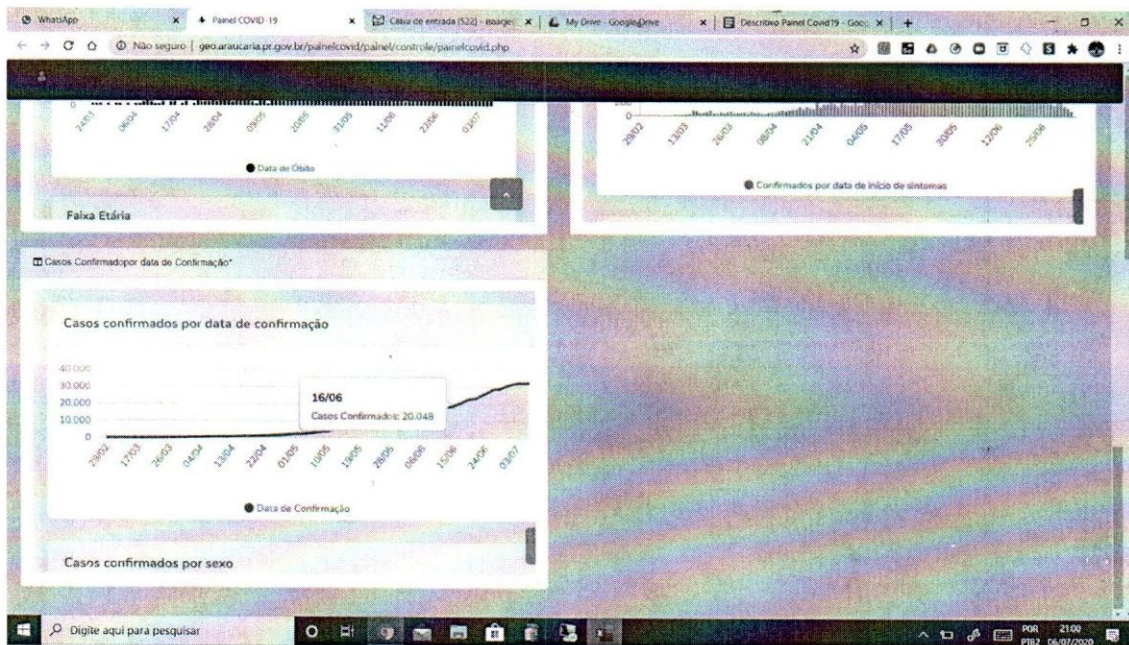 WhatsApp
Painel COVID-19
Caixa de entrada (522) -
My Drive - Google Drive
Descritivo Painel Covid19 - Goog
Não seguro | geo.araucaria.pr.gov.br/painelcovid/painel/controle/painelcovid.php
0
24/03
06/04
17/04
28/04
09/05
20/05
31/05
11/06
22/06
03/07
Data de Óbito
Faixa Etária
200
0
29/02
13/03
26/03
08/04
21/04
04/05
17/05
30/05
12/06
25/06
Confirmados por data de início de sintomas
Casos Confirmadopor data de Confirmação*
Casos confirmados por data de confirmação
40.000
30.000
20.000
10.000
0
16/06
Casos Confirmados: 20.048
29/02
17/03
26/03
04/04
13/04
22/04
01/05
10/05
19/05
28/05
06/06
15/06
24/06
03/07
Data de Confirmação
Casos confirmados por sexo
Digite aqui para pesquisar
POR
PTB2
21:00
06/07/2020